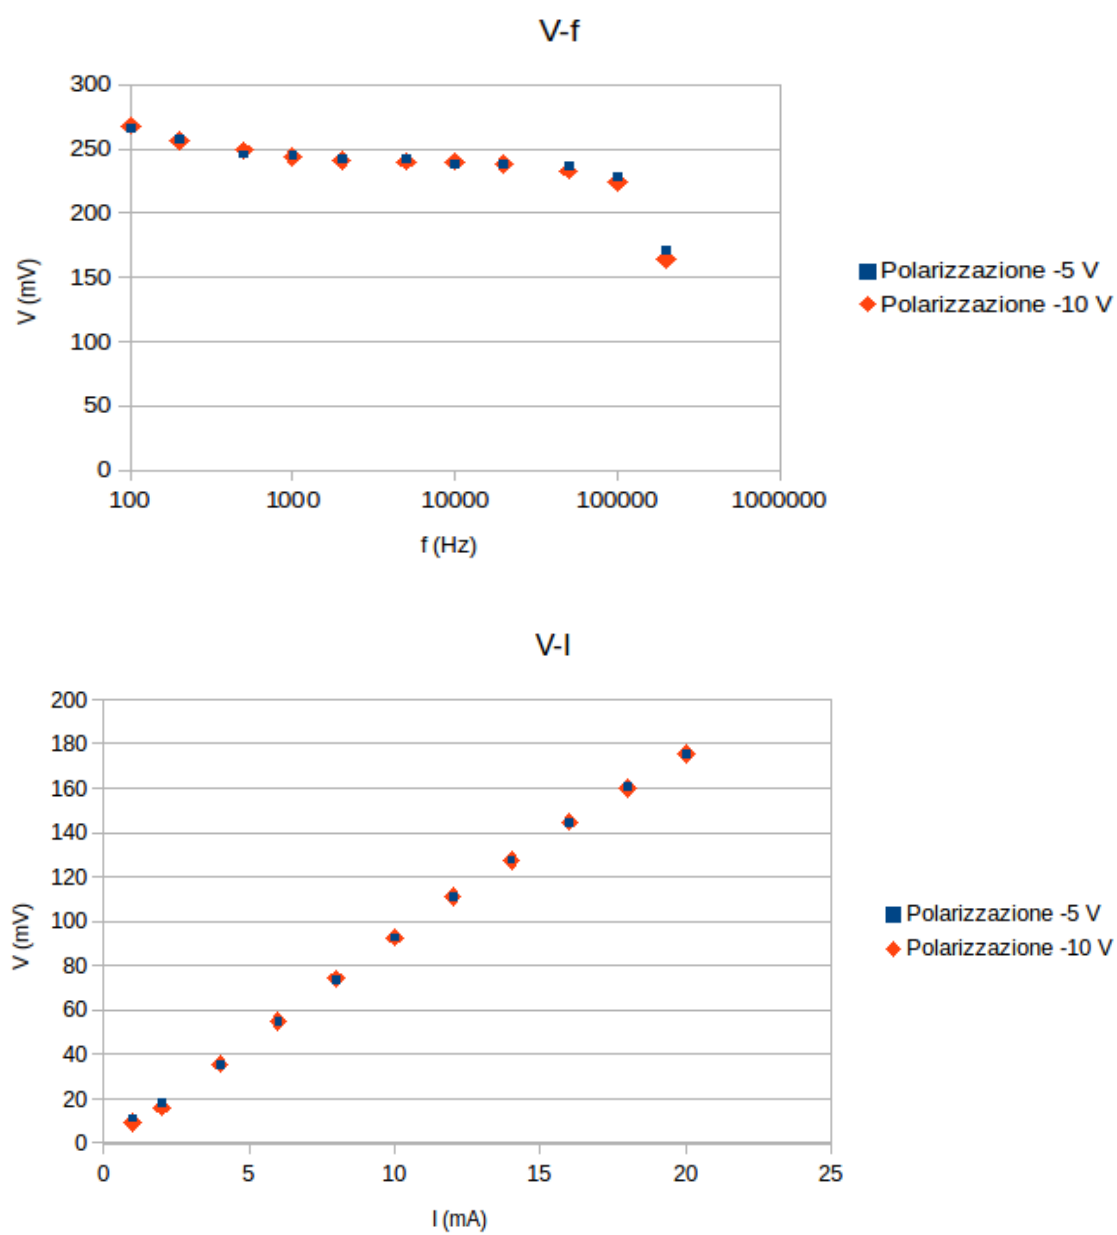 V-f
300
250
200
150
100
50
0
V (mV)
100 1000 10000 100000 1000000
f (Hz)
Polarizzazione -5 V
Polarizzazione -10 V
V-I
200
180
160
140
120
100
80
60
40
20
0
V (mV)
0 5 10 15 20 25
I (mA)
Polarizzazione -5 V
Polarizzazione -10 V